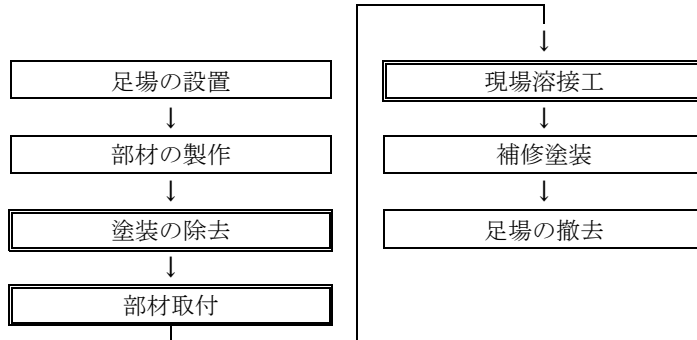 足場の設置
↓
部材の製作
↓
塗装の除去
↓
部材取付
↓
現場溶接工
↓
補修塗装
↓
足場の撤去